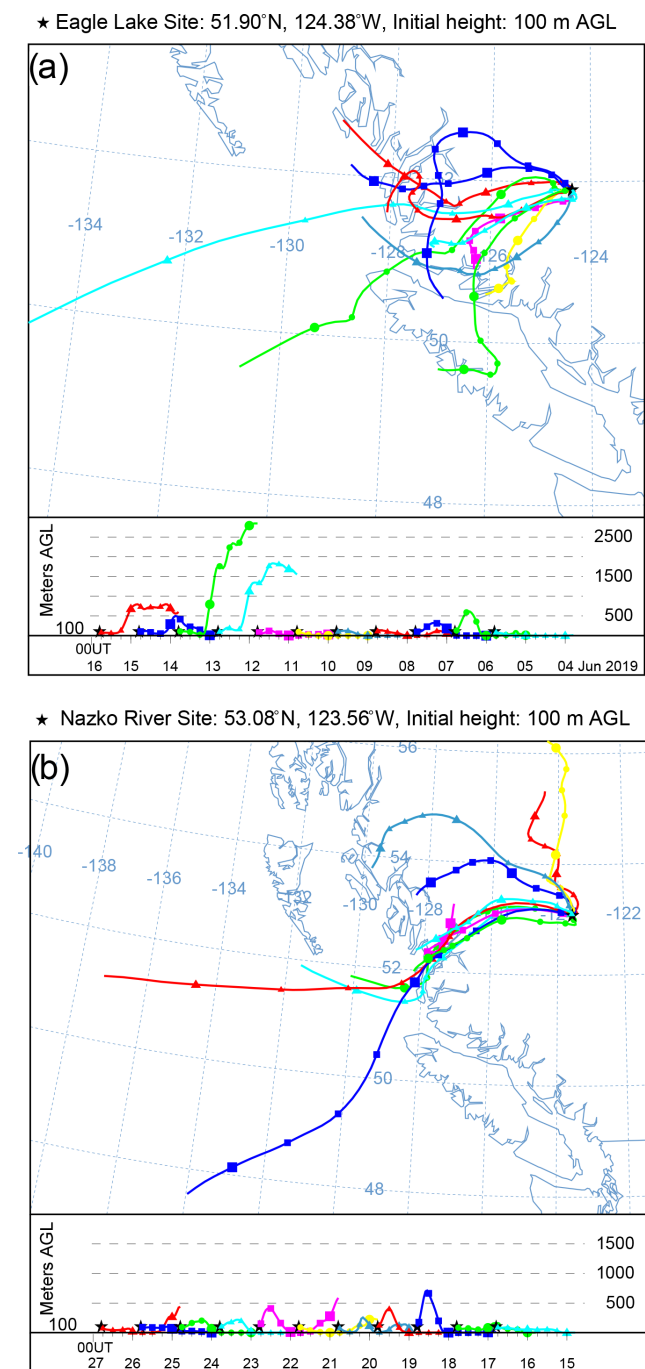 ★ Eagle Lake Site: 51.90°N, 124.38°W, Initial height: 100 m AGL
(a)
-134
-132
-130
-128
-124
50
48
Meters AGL
2500
1500
500
100
00UT
16 15 14 13 12 11 10 09 08 07 06 05 04 Jun 2019
★ Nazko River Site: 53.08°N, 123.56°W, Initial height: 100 m AGL
(b)
56
-140
-138
-136
-134
-132
-130
-128
-122
54
52
50
48
Meters AGL
1500
1000
500
100
00UT
27 26 25 24 23 22 21 20 19 18 17 16 15